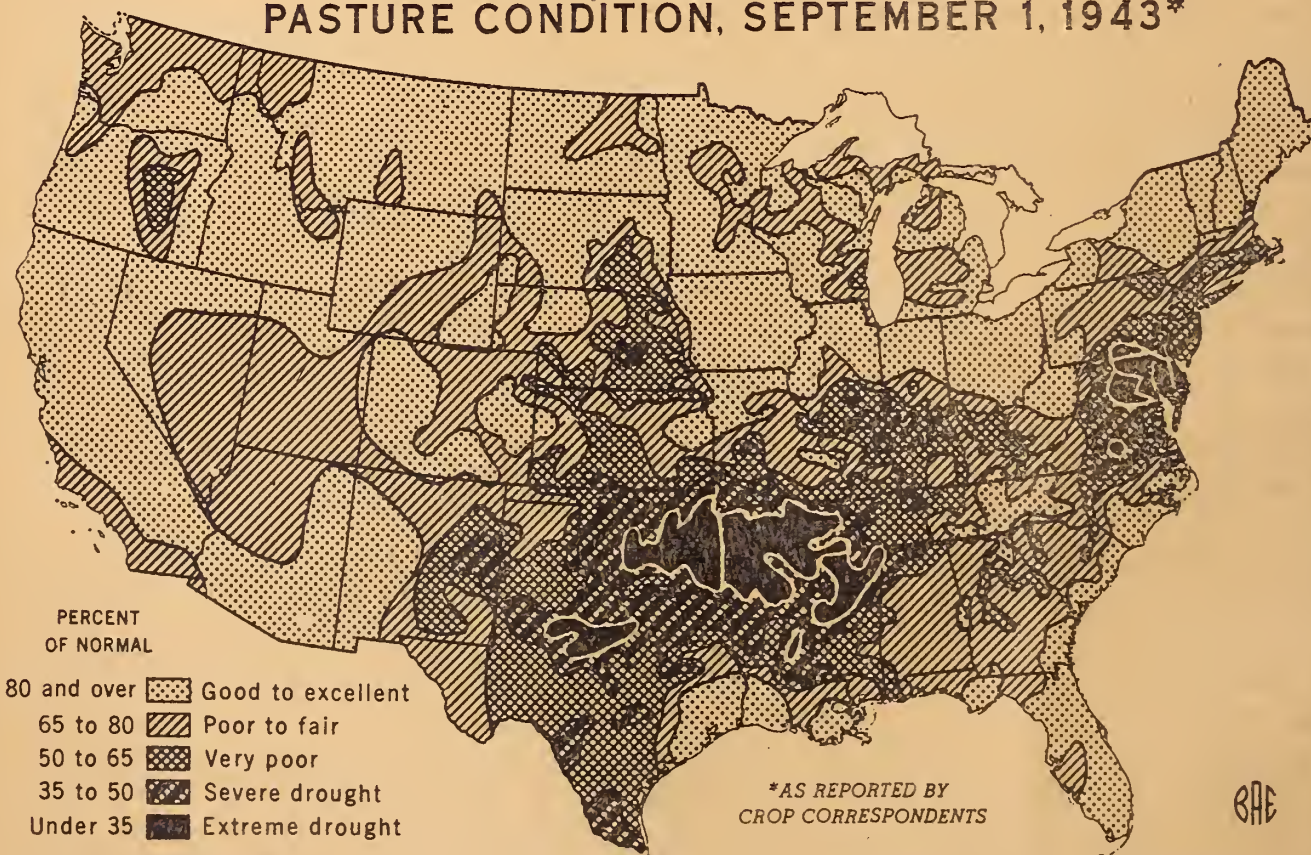 PASTURE CONDITION, SEPTEMBER 1, 1943*
PERCENT
OF NORMAL
80 and over Good to excellent
65 to 80 Poor to fair
50 to 65 Very poor
35 to 50 Severe drought
Under 35 Extreme drought
*AS REPORTED BY
CROP CORRESPONDENTS
BAE